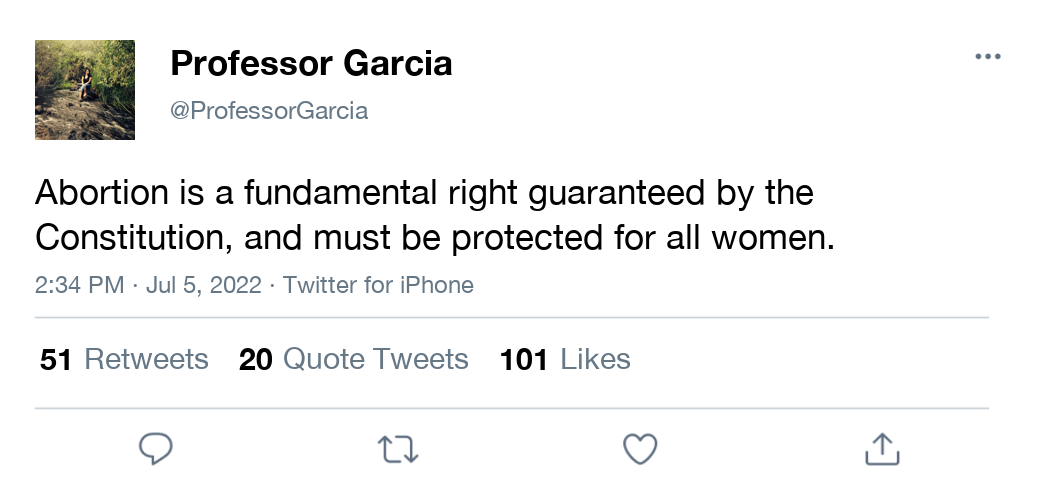 Professor Garcia
@ProfessorGarcia
Abortion is a fundamental right guaranteed by the
Constitution, and must be protected for all women.
2:34 PM · Jul 5, 2022 · Twitter for iPhone
51 Retweets 20 Quote Tweets 101 Likes